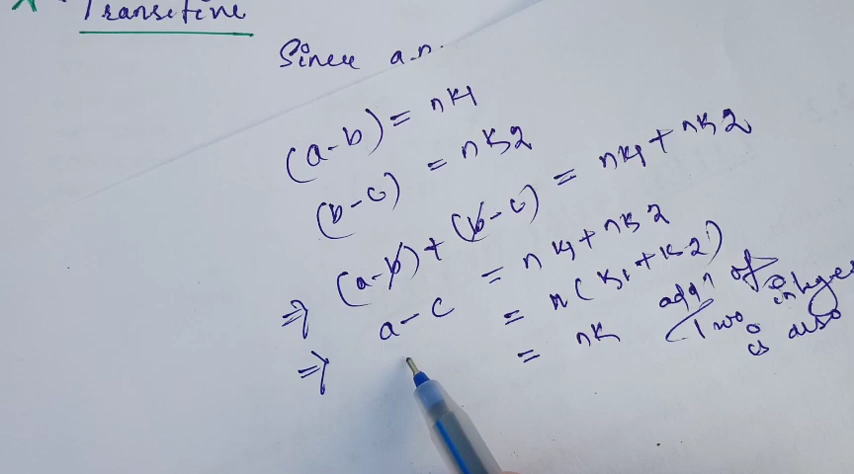 Transitive
Since a-n.
(a-b) = nk1
(b-c) = nk2
⇒ (a-b) + (b-c) = nk1 + nk2
⇒ a-c = nk1 + nk2
= n(k1 + k2)
= nk addn of
Two integer
is also